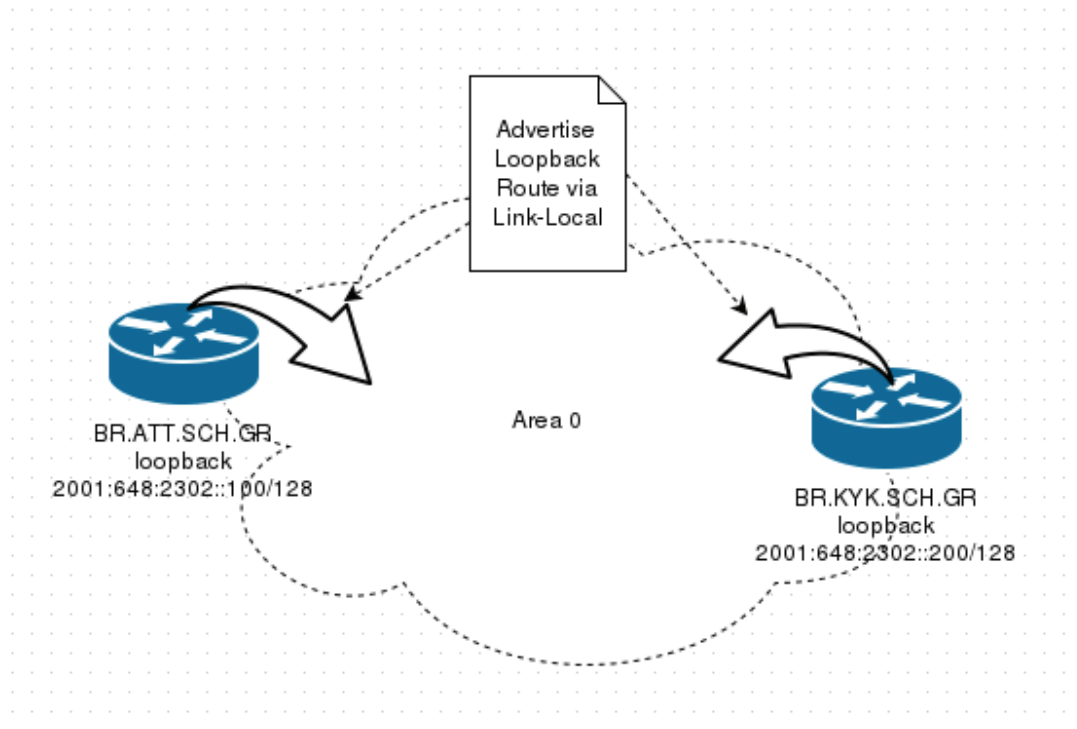 Advertise
Loopback
Route via
Link-Local
Area 0
BR.ATT.SCH.GR
loopback
2001:648:2302::100/128
BR.KYK.SCH.GR
loopback
2001:648:2302::200/128